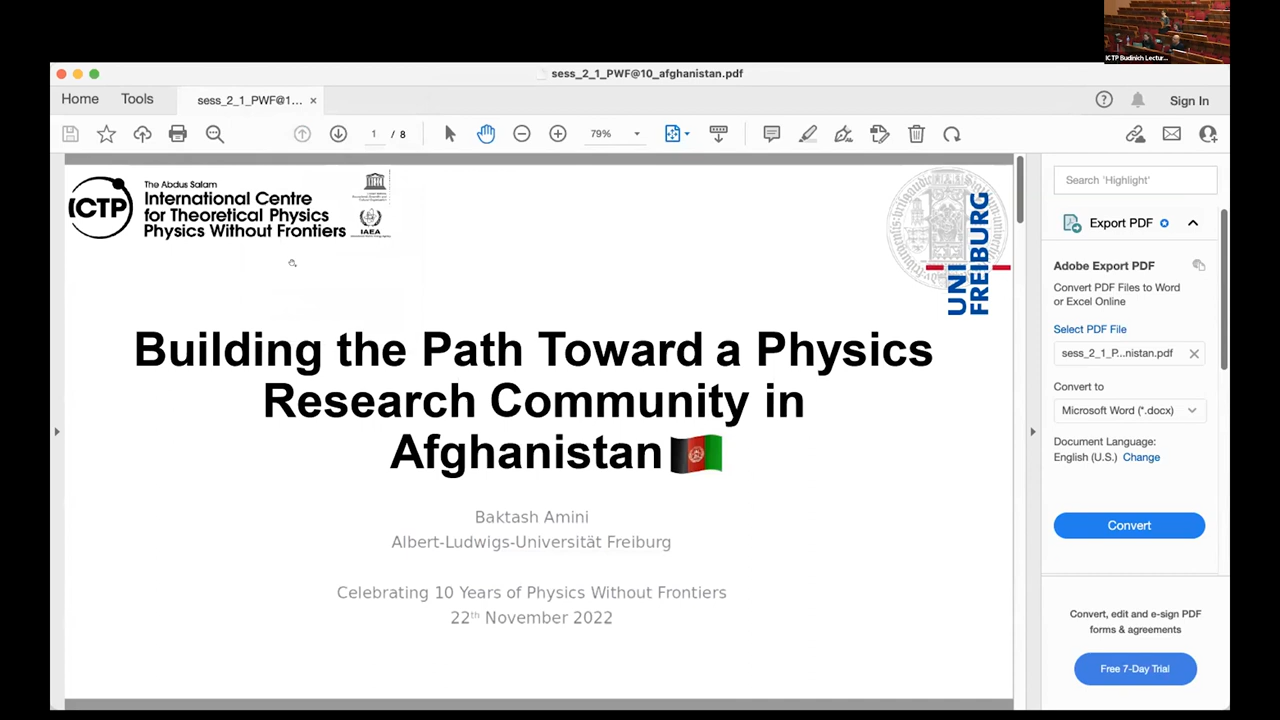 ICTP Budinich Lectur...
sess_2_1_PWF@10_afghanistan.pdf
Home
Tools
sess_2_1_PWF@1...
Sign In
1 / 8
79%
ICTP
The Abdus Salam
International Centre
for Theoretical Physics
Physics Without Frontiers
IAEA
UNI
FREIBURG
Building the Path Toward a Physics
Research Community in
Afghanistan
Baktash Amini
Albert-Ludwigs-Universität Freiburg
Celebrating 10 Years of Physics Without Frontiers
22th November 2022
Search 'Highlight'
Export PDF
Adobe Export PDF
Convert PDF Files to Word
or Excel Online
Select PDF File
sess_2_1_P...nistan.pdf
Convert to
Microsoft Word (*.docx)
Document Language:
English (U.S.) Change
Convert
Convert, edit and e-sign PDF
forms & agreements
Free 7-Day Trial